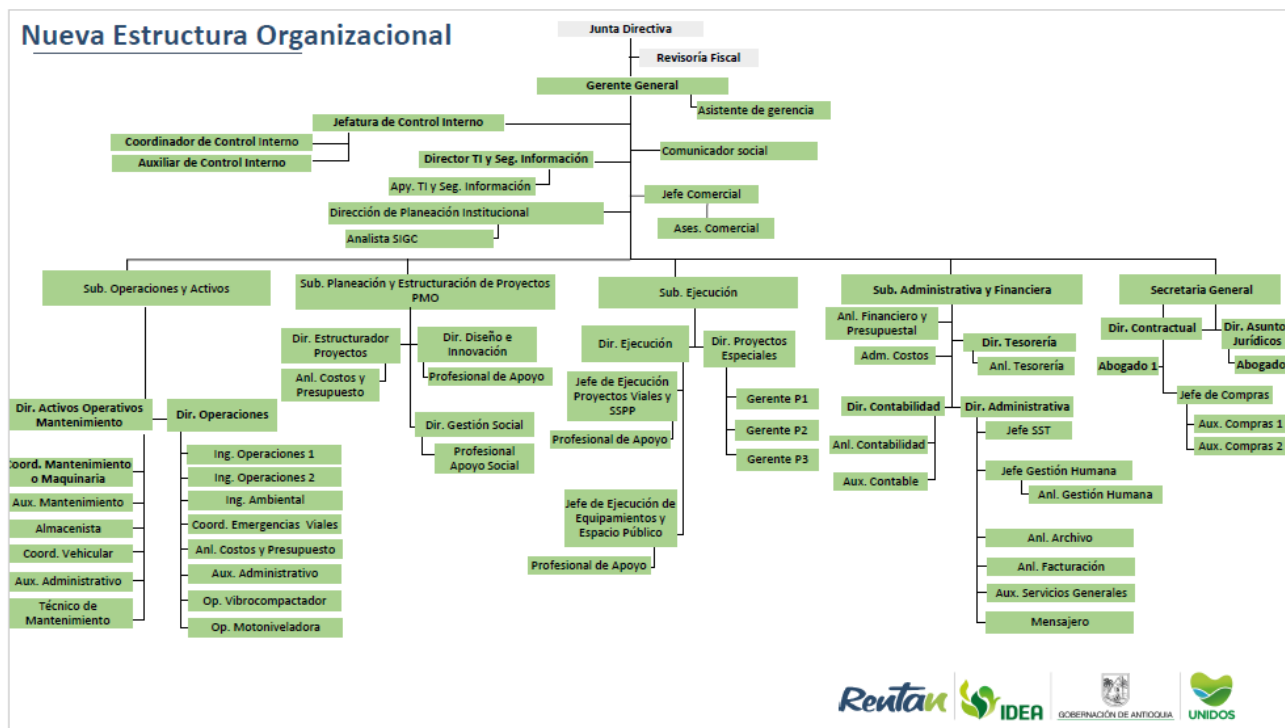 Nueva Estructura Organizacional
Junta Directiva
Revisoría Fiscal
Gerente General
Asistente de gerencia
Jefatura de Control Interno
Coordinador de Control Interno
Auxiliar de Control Interno
Comunicador social
Director TI y Seg. Información
Apy. TI y Seg. Información
Jefe Comercial
Ases. Comercial
Dirección de Planeación Institucional
Analista SIGC
Sub. Operaciones y Activos
Dir. Activos Operativos
Mantenimiento
Coord. Mantenimiento
o Maquinaria
Aux. Mantenimiento
Almacenista
Coord. Vehicular
Aux. Administrativo
Técnico de
Mantenimiento
Dir. Operaciones
Ing. Operaciones 1
Ing. Operaciones 2
Ing. Ambiental
Coord. Emergencias Viales
Anl. Costos y Presupuesto
Aux. Administrativo
Op. Vibrocompactador
Op. Motoniveladora
Sub. Planeación y Estructuración de Proyectos
PMO
Dir. Estructurador
Proyectos
Anl. Costos y
Presupuesto
Dir. Diseño e
Innovación
Profesional de Apoyo
Dir. Gestión Social
Profesional
Apoyo Social
Sub. Ejecución
Dir. Ejecución
Jefe de Ejecución
Proyectos Viales y
SSPP
Profesional de Apoyo
Jefe de Ejecución de
Equipamientos y
Espacio Público
Profesional de Apoyo
Dir. Proyectos
Especiales
Gerente P1
Gerente P2
Gerente P3
Sub. Administrativa y Financiera
Anl. Financiero y
Presupuestal
Adm. Costos
Dir. Tesorería
Anl. Tesorería
Dir. Contabilidad
Anl. Contabilidad
Aux. Contable
Dir. Administrativa
Jefe SST
Jefe Gestión Humana
Anl. Gestión Humana
Anl. Archivo
Anl. Facturación
Aux. Servicios Generales
Mensajero
Secretaria General
Dir. Contractual
Abogado 1
Jefe de Compras
Aux. Compras 1
Aux. Compras 2
Dir. Asunto
Jurídicos
Abogado
Rentan
IDEA
GOBERNACIÓN DE ANTIOQUIA
UNIDOS